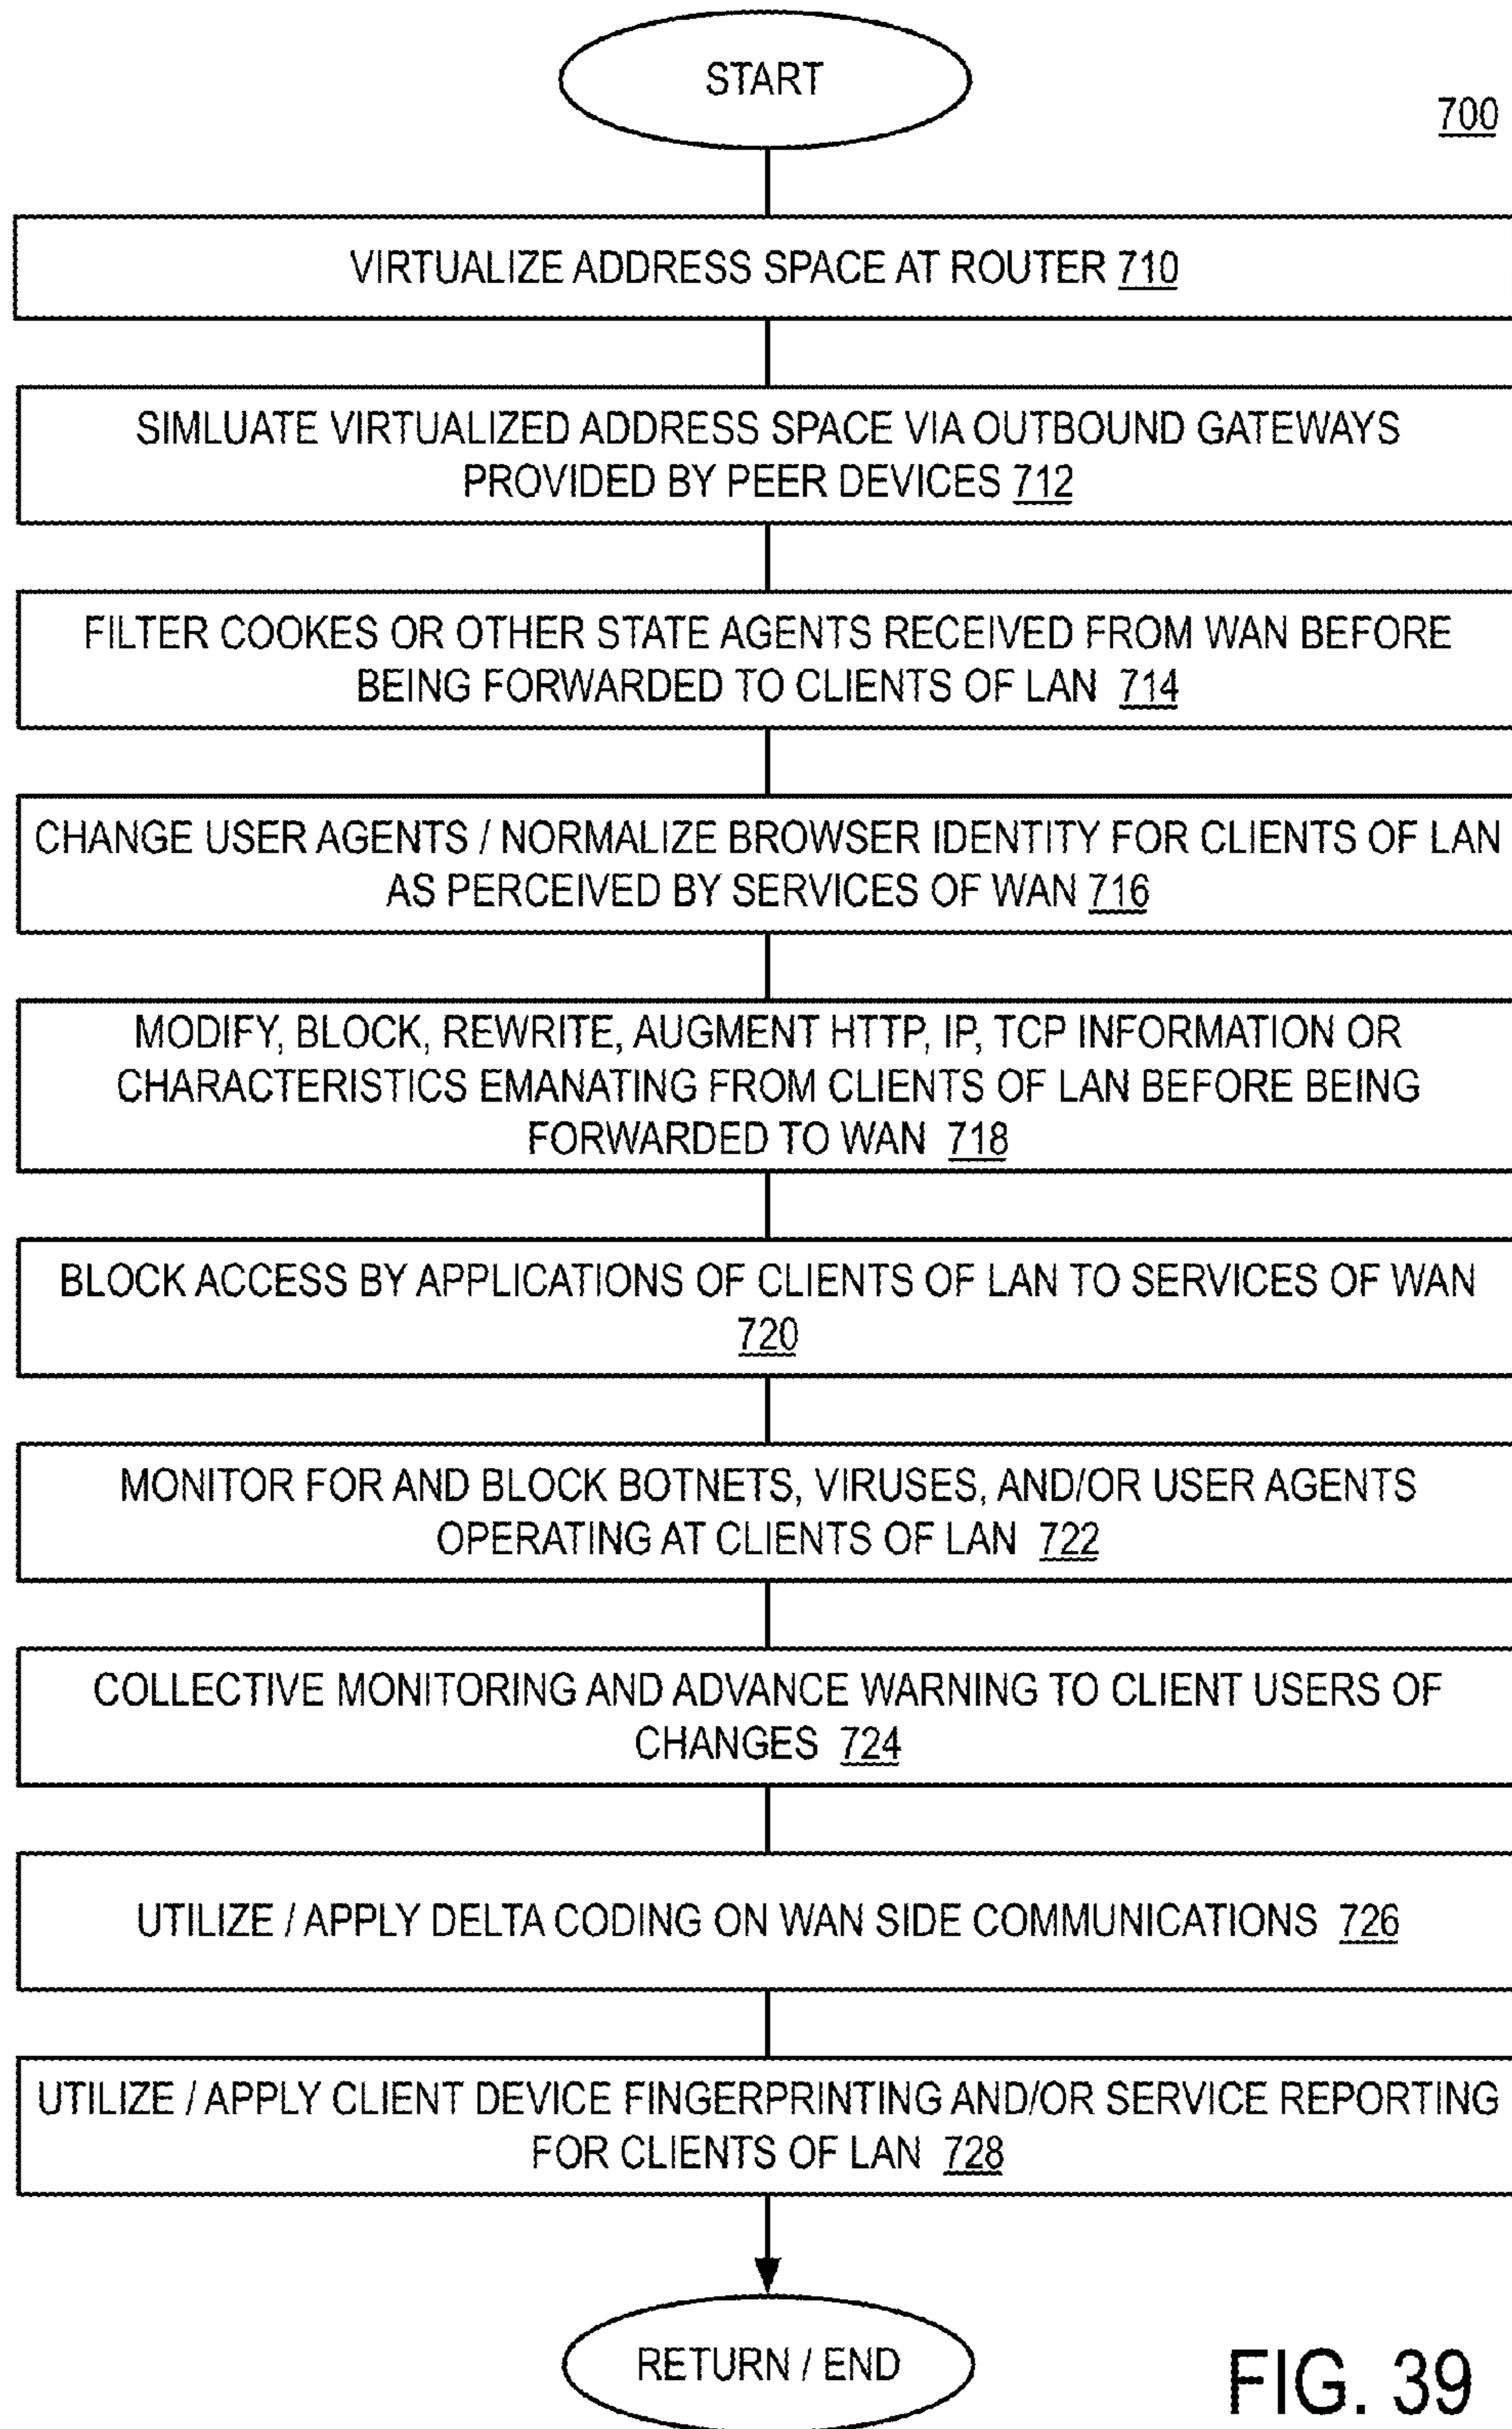 START
700
VIRTUALIZE ADDRESS SPACE AT ROUTER 710
SIMLUATE VIRTUALIZED ADDRESS SPACE VIA OUTBOUND GATEWAYS
PROVIDED BY PEER DEVICES 712
FILTER COOKES OR OTHER STATE AGENTS RECEIVED FROM WAN BEFORE
BEING FORWARDED TO CLIENTS OF LAN 714
CHANGE USER AGENTS / NORMALIZE BROWSER IDENTITY FOR CLIENTS OF LAN
AS PERCEIVED BY SERVICES OF WAN 716
MODIFY, BLOCK, REWRITE, AUGMENT HTTP, IP, TCP INFORMATION OR
CHARACTERISTICS EMANATING FROM CLIENTS OF LAN BEFORE BEING
FORWARDED TO WAN 718
BLOCK ACCESS BY APPLICATIONS OF CLIENTS OF LAN TO SERVICES OF WAN
720
MONITOR FOR AND BLOCK BOTNETS, VIRUSES, AND/OR USER AGENTS
OPERATING AT CLIENTS OF LAN 722
COLLECTIVE MONITORING AND ADVANCE WARNING TO CLIENT USERS OF
CHANGES 724
UTILIZE / APPLY DELTA CODING ON WAN SIDE COMMUNICATIONS 726
UTILIZE / APPLY CLIENT DEVICE FINGERPRINTING AND/OR SERVICE REPORTING
FOR CLIENTS OF LAN 728
RETURN / END
FIG. 39